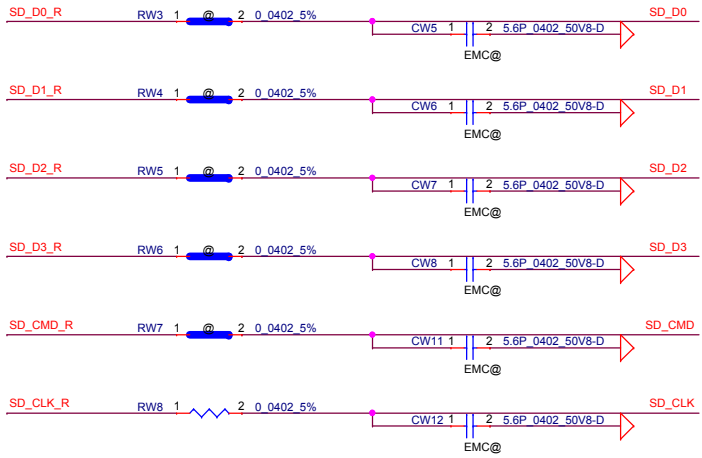 SD_D0_R RW3 1 @ 2 0_0402_5% SD_D0
CW5 1 2 5.6P_0402_50V8-D
EMC@
SD_D1_R RW4 1 @ 2 0_0402_5% SD_D1
CW6 1 2 5.6P_0402_50V8-D
EMC@
SD_D2_R RW5 1 @ 2 0_0402_5% SD_D2
CW7 1 2 5.6P_0402_50V8-D
EMC@
SD_D3_R RW6 1 @ 2 0_0402_5% SD_D3
CW8 1 2 5.6P_0402_50V8-D
EMC@
SD_CMD_R RW7 1 @ 2 0_0402_5% SD_CMD
CW11 1 2 5.6P_0402_50V8-D
EMC@
SD_CLK_R RW8 1 2 0_0402_5% SD_CLK
CW12 1 2 5.6P_0402_50V8-D
EMC@